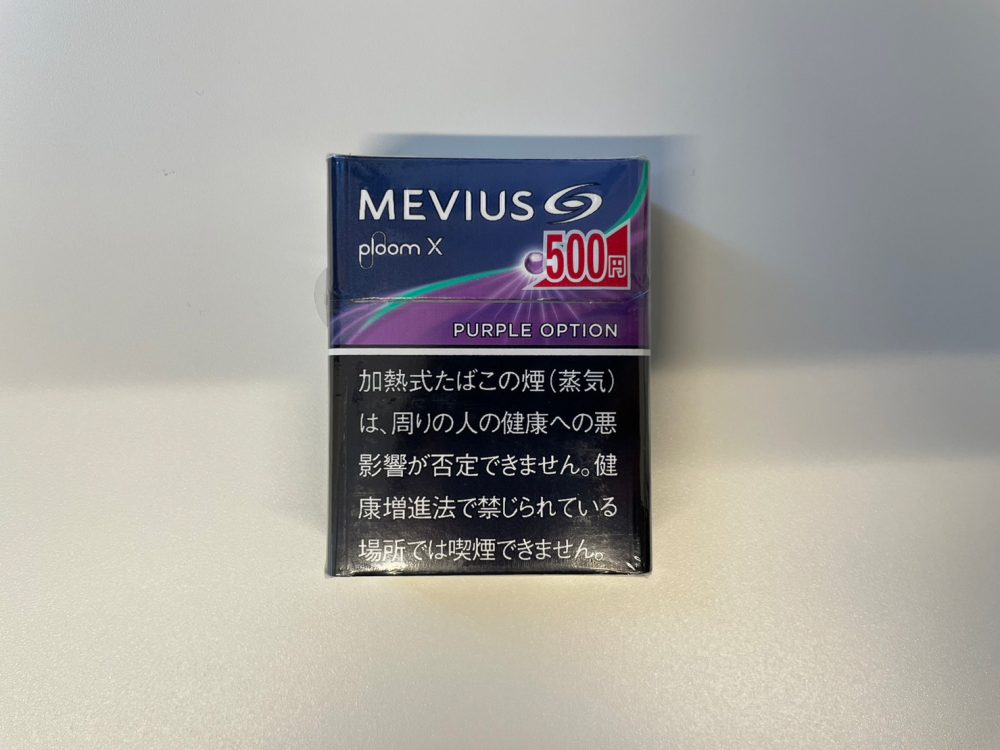 MEVIUS
ploom X
500円
PURPLE OPTION
加熱式たばこの煙(蒸気)
は、周りの人の健康への悪
影響が否定できません。健
康増進法で禁じられている
場所では喫煙できません。